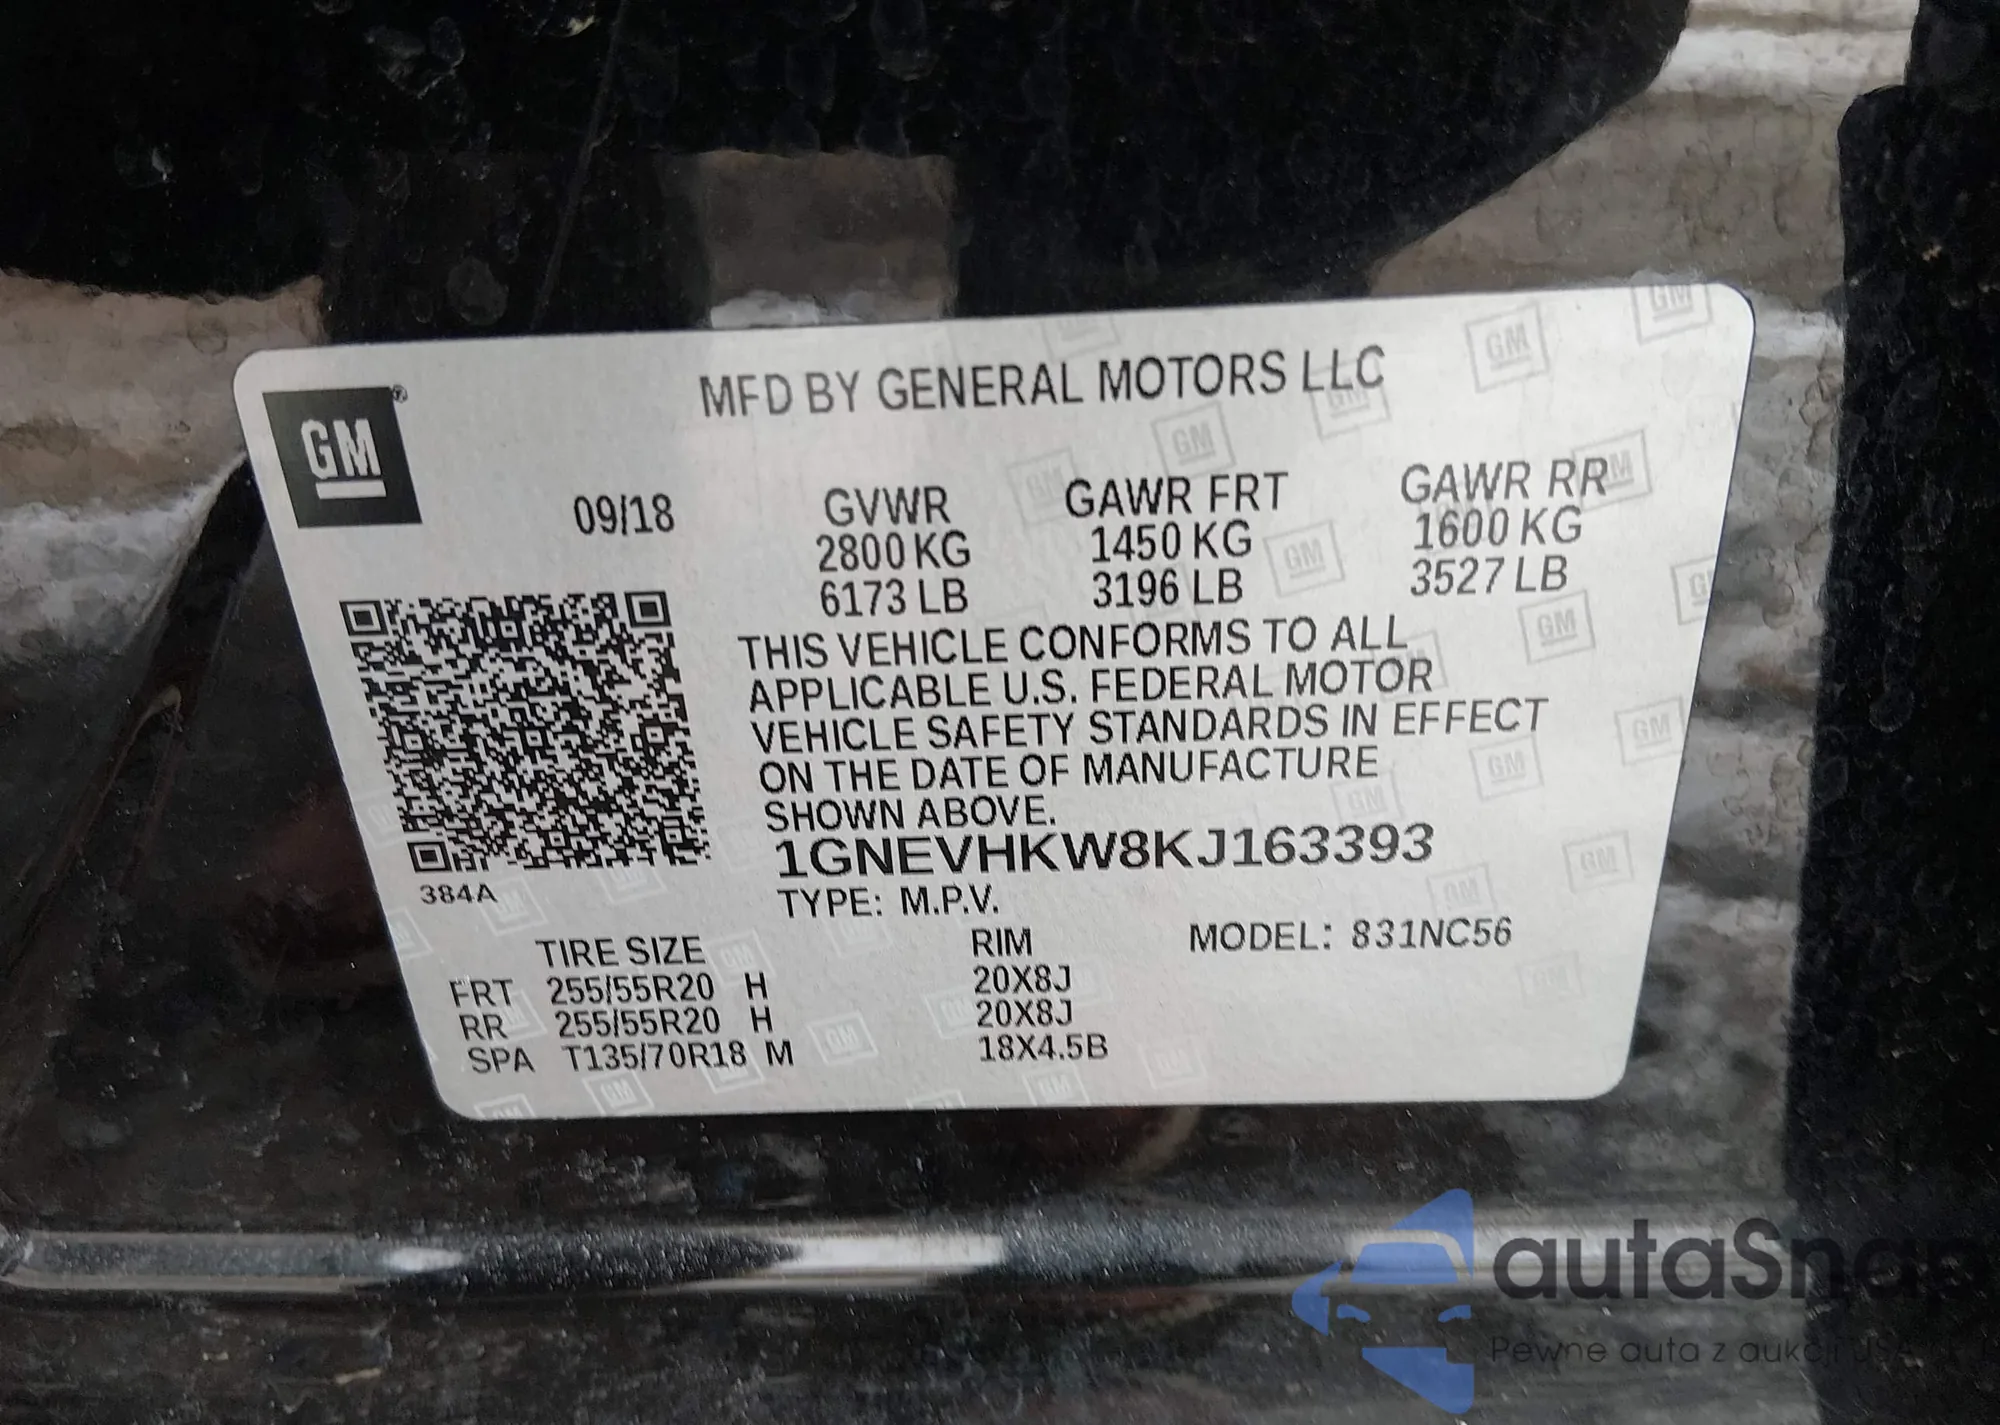 MFD BY GENERAL MOTORS LLC
GM®
09/18 GVWR GAWR FRT GAWR RR
2800 KG 1450 KG 1600 KG
6173 LB 3196 LB 3527 LB
THIS VEHICLE CONFORMS TO ALL
APPLICABLE U.S. FEDERAL MOTOR
VEHICLE SAFETY STANDARDS IN EFFECT
ON THE DATE OF MANUFACTURE
SHOWN ABOVE.
1GNEVHKW8KJ163393
384A
TYPE: M.P.V.
TIRE SIZE RIM MODEL: 831NC56
FRT 255/55R20 H 20X8J
RR 255/55R20 H 20X8J
SPA T135/70R18 M 18X4.5B
autaSnap
Pewne auta z aukcji USA